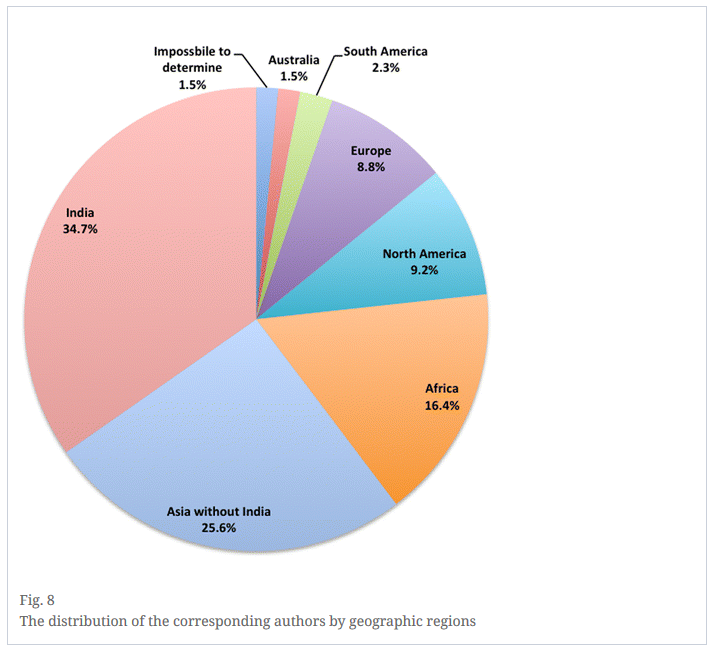 Impossbile to
determine
1.5%
Australia
1.5%
South America
2.3%
Europe
8.8%
North America
9.2%
Africa
16.4%
Asia without India
25.6%
India
34.7%
Fig. 8
The distribution of the corresponding authors by geographic regions